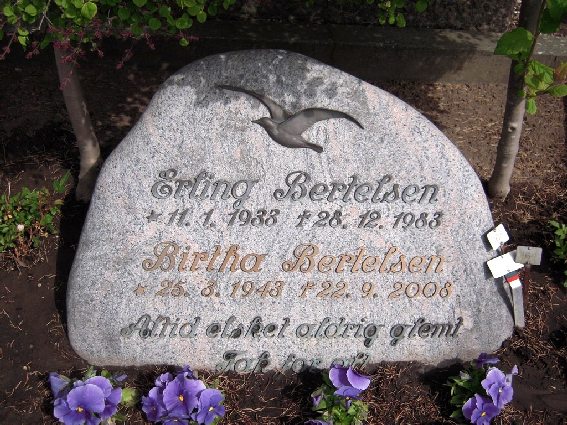 Erling Bertelsen
* 11. 1. 1933 † 28. 12. 1983
Birtha Bertelsen
* 25. 3. 1943 † 22. 9. 2008
Altid elsket aldrig glemt
Tak for alt